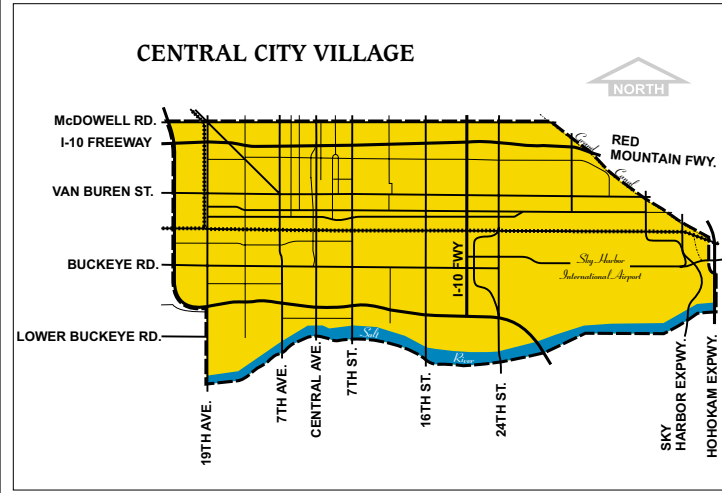 CENTRAL CITY VILLAGE
NORTH
McDOWELL RD.
I-10 FREEWAY
RED
MOUNTAIN FWY.
Grand
Canal
VAN BUREN ST.
BUCKEYE RD.
I-10 FWY
Sky Harbor
International Airport
LOWER BUCKEYE RD.
Salt
River
19TH AVE.
7TH AVE.
CENTRAL AVE.
7TH ST.
16TH ST.
24TH ST.
SKY
HARBOR EXPWY.
HOHOKAM EXPWY.